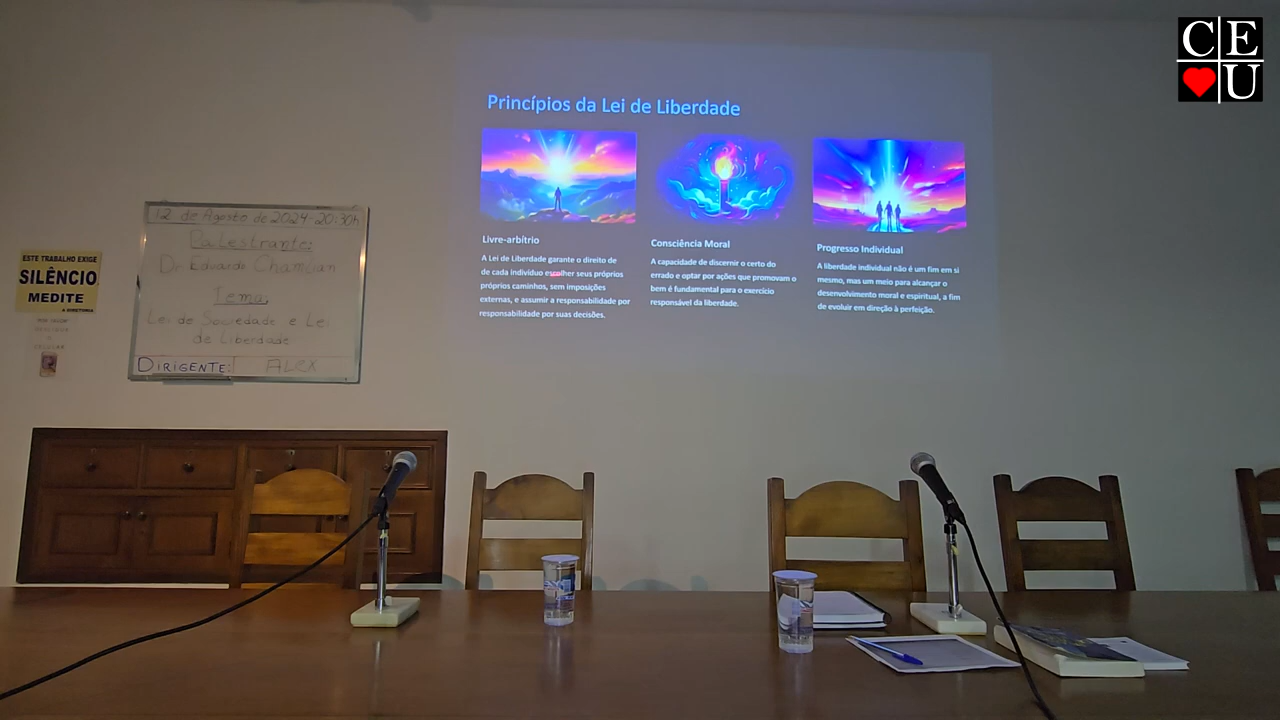 CE
U
Princípios da Lei de Liberdade
Livre-arbítrio
A Lei de Liberdade garante o direito de
de cada indivíduo escolher seus próprios
próprios caminhos, sem imposições
externas, e assumir a responsabilidade por
responsabilidade por suas decisões.
Consciência Moral
A capacidade de discernir o certo do
errado e optar por ações que promovam o
bem é fundamental para o exercício
responsável da liberdade.
Progresso Individual
A liberdade individual não é um fim em si
mesmo, mas um meio para alcançar o
desenvolvimento moral e espiritual, a fim
de evoluir em direção à perfeição.
12 de Agosto de 2024-20:30h
Palestrante:
Dr. Eduardo Chamlian
Tema
Lei de Sociedade e Lei
de Liberdade
DIRIGENTE: ALEX
ESTE TRABALHO EXIGE
SILÊNCIO
MEDITE
A DIRETORIA